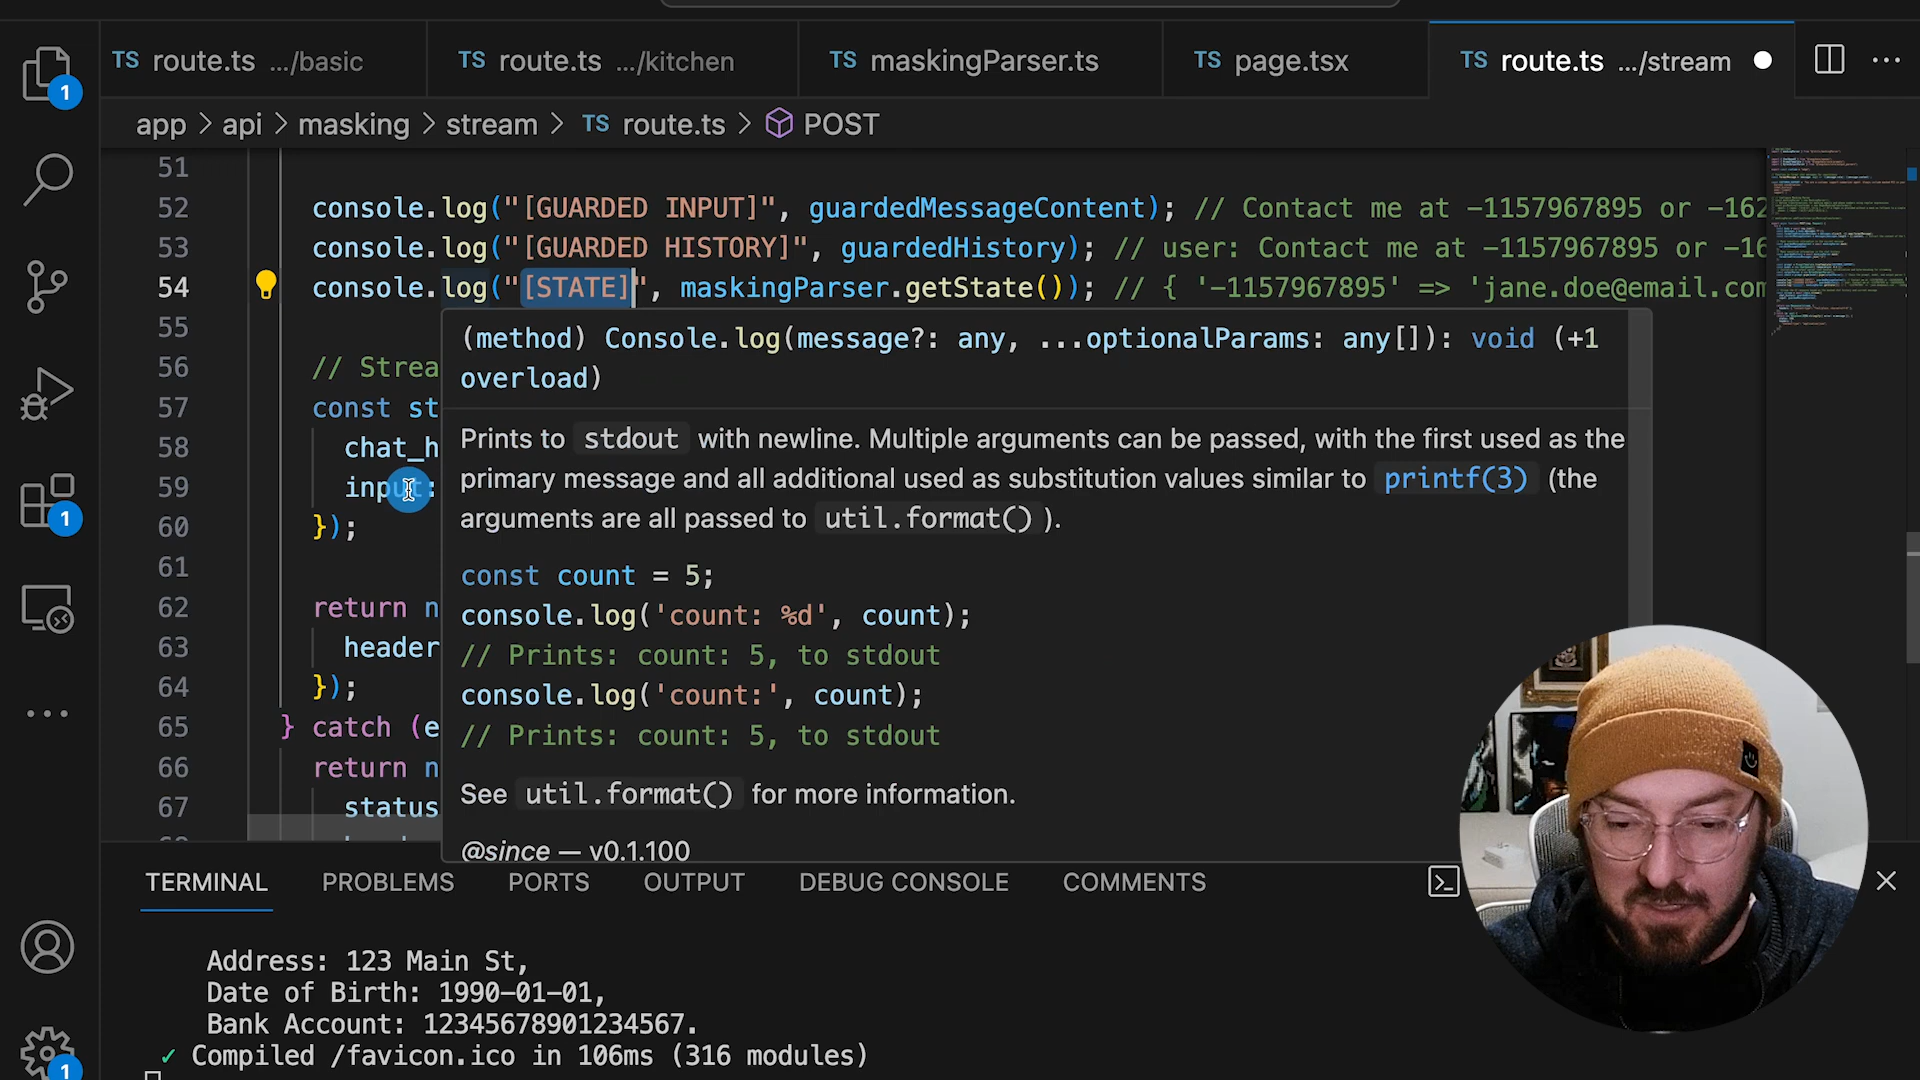 TS route.ts .../basic TS route.ts .../kitchen TS maskingParser.ts TS page.tsx TS route.ts .../stream
1
app > api > masking > stream > TS route.ts > POST
51
52 console.log("[GUARDED INPUT]", guardedMessageContent); // Contact me at -1157967895 or -162
53 console.log("[GUARDED HISTORY]", guardedHistory); // user: Contact me at -1157967895 or -16
54 console.log("[STATE]", maskingParser.getState()); // { '-1157967895' => 'jane.doe@email.com
55
(method) Console.log(message?: any, ...optionalParams: any[]): void (+1
overload)
56 // Strea
57 const st
58 chat_h
59 input:
60 });
61
62 return n
63 header
64 });
65 } catch (e
66 return n
67 status
Prints to stdout with newline. Multiple arguments can be passed, with the first used as the
primary message and all additional used as substitution values similar to printf(3) (the
arguments are all passed to util.format() ).
const count = 5;
console.log('count: %d', count);
// Prints: count: 5, to stdout
console.log('count:', count);
// Prints: count: 5, to stdout
See util.format() for more information.
@since — v0.1.100
1
TERMINAL PROBLEMS PORTS OUTPUT DEBUG CONSOLE COMMENTS
Address: 123 Main St,
Date of Birth: 1990-01-01,
Bank Account: 12345678901234567.
✓ Compiled /favicon.ico in 106ms (316 modules)
1